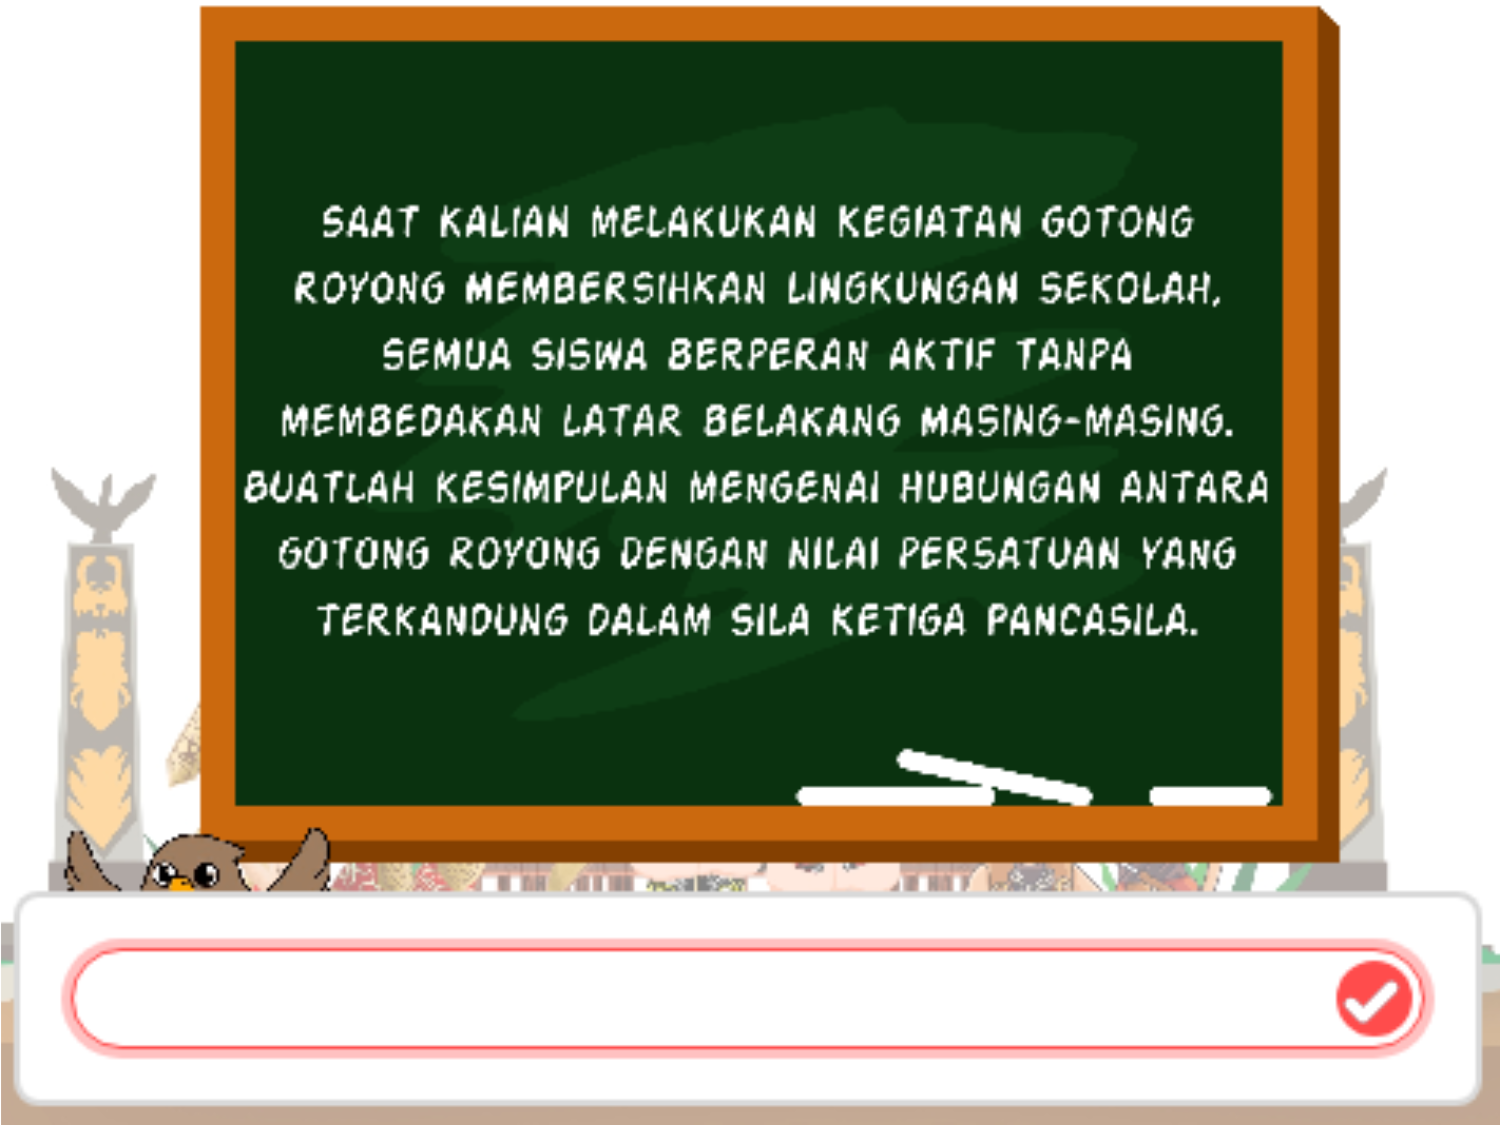 SAAT KALIAN MELAKUKAN KEGIATAN GOTONG
ROYONG MEMBERSIHKAN LINGKUNGAN SEKOLAH,
SEMUA SISWA BERPERAN AKTIF TANPA
MEMBEDAKAN LATAR BELAKANG MASING-MASING.
BUATLAH KESIMPULAN MENGENAI HUBUNGAN ANTARA
GOTONG ROYONG DENGAN NILAI PERSATUAN YANG
TERKANDUNG DALAM SILA KETIGA PANCASILA.